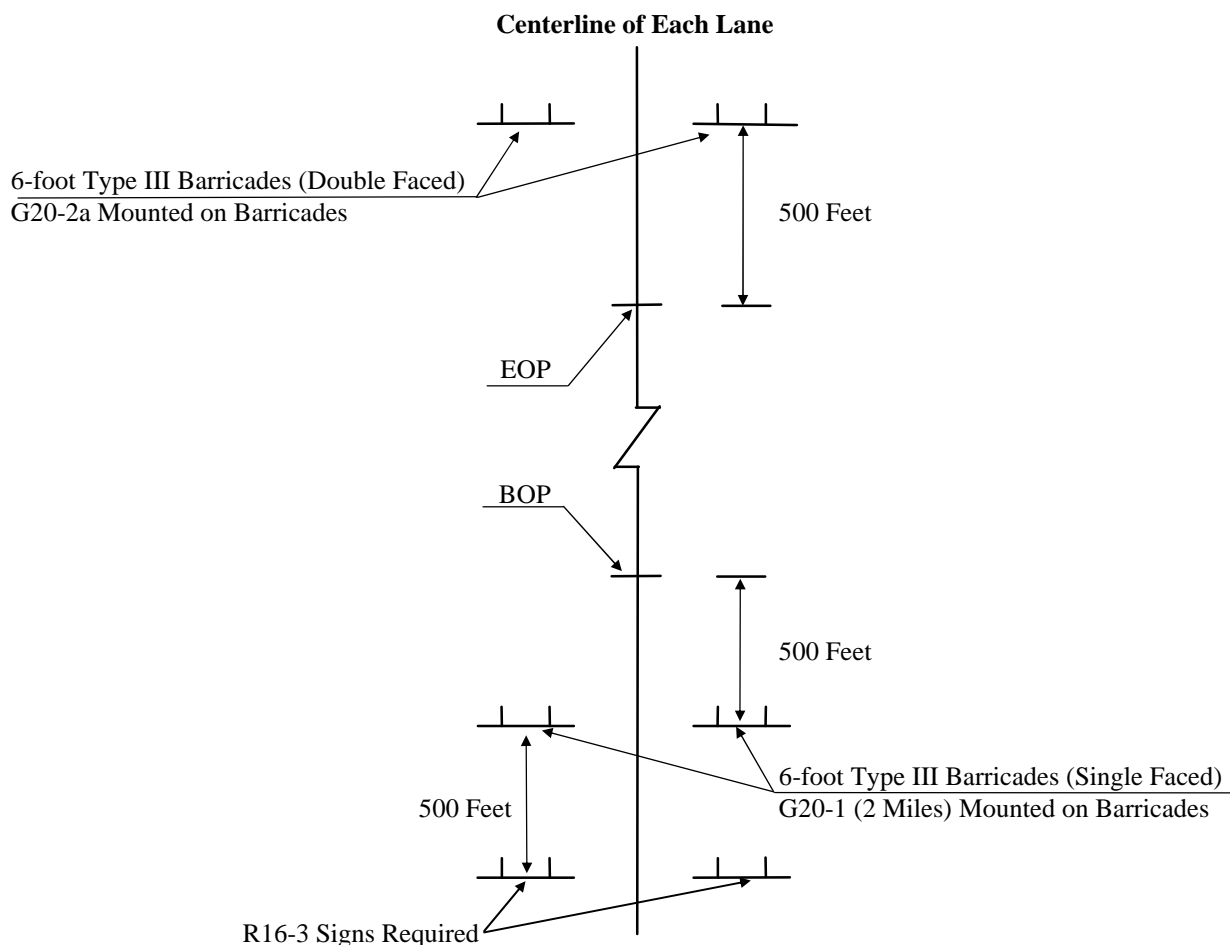 Centerline of Each Lane
6-foot Type III Barricades (Double Faced)
G20-2a Mounted on Barricades
500 Feet
EOP
BOP
500 Feet
6-foot Type III Barricades (Single Faced)
G20-1 (2 Miles) Mounted on Barricades
500 Feet
R16-3 Signs Required